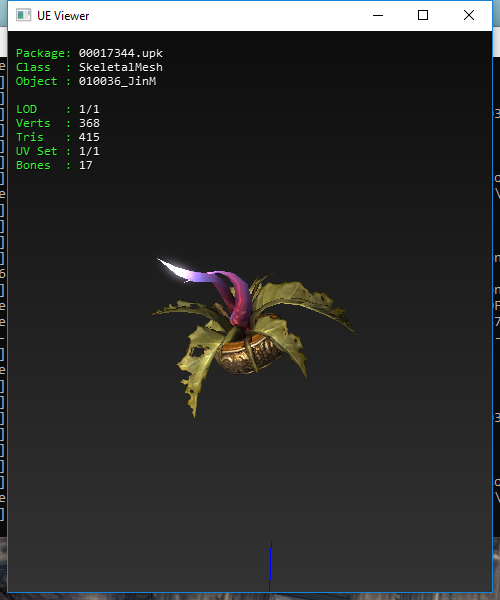 UE Viewer
Package: 00017344.upk
Class  : SkeletalMesh
Object : 010036_JinM
LOD    : 1/1
Verts  : 368
Tris   : 415
UV Set : 1/1
Bones  : 17